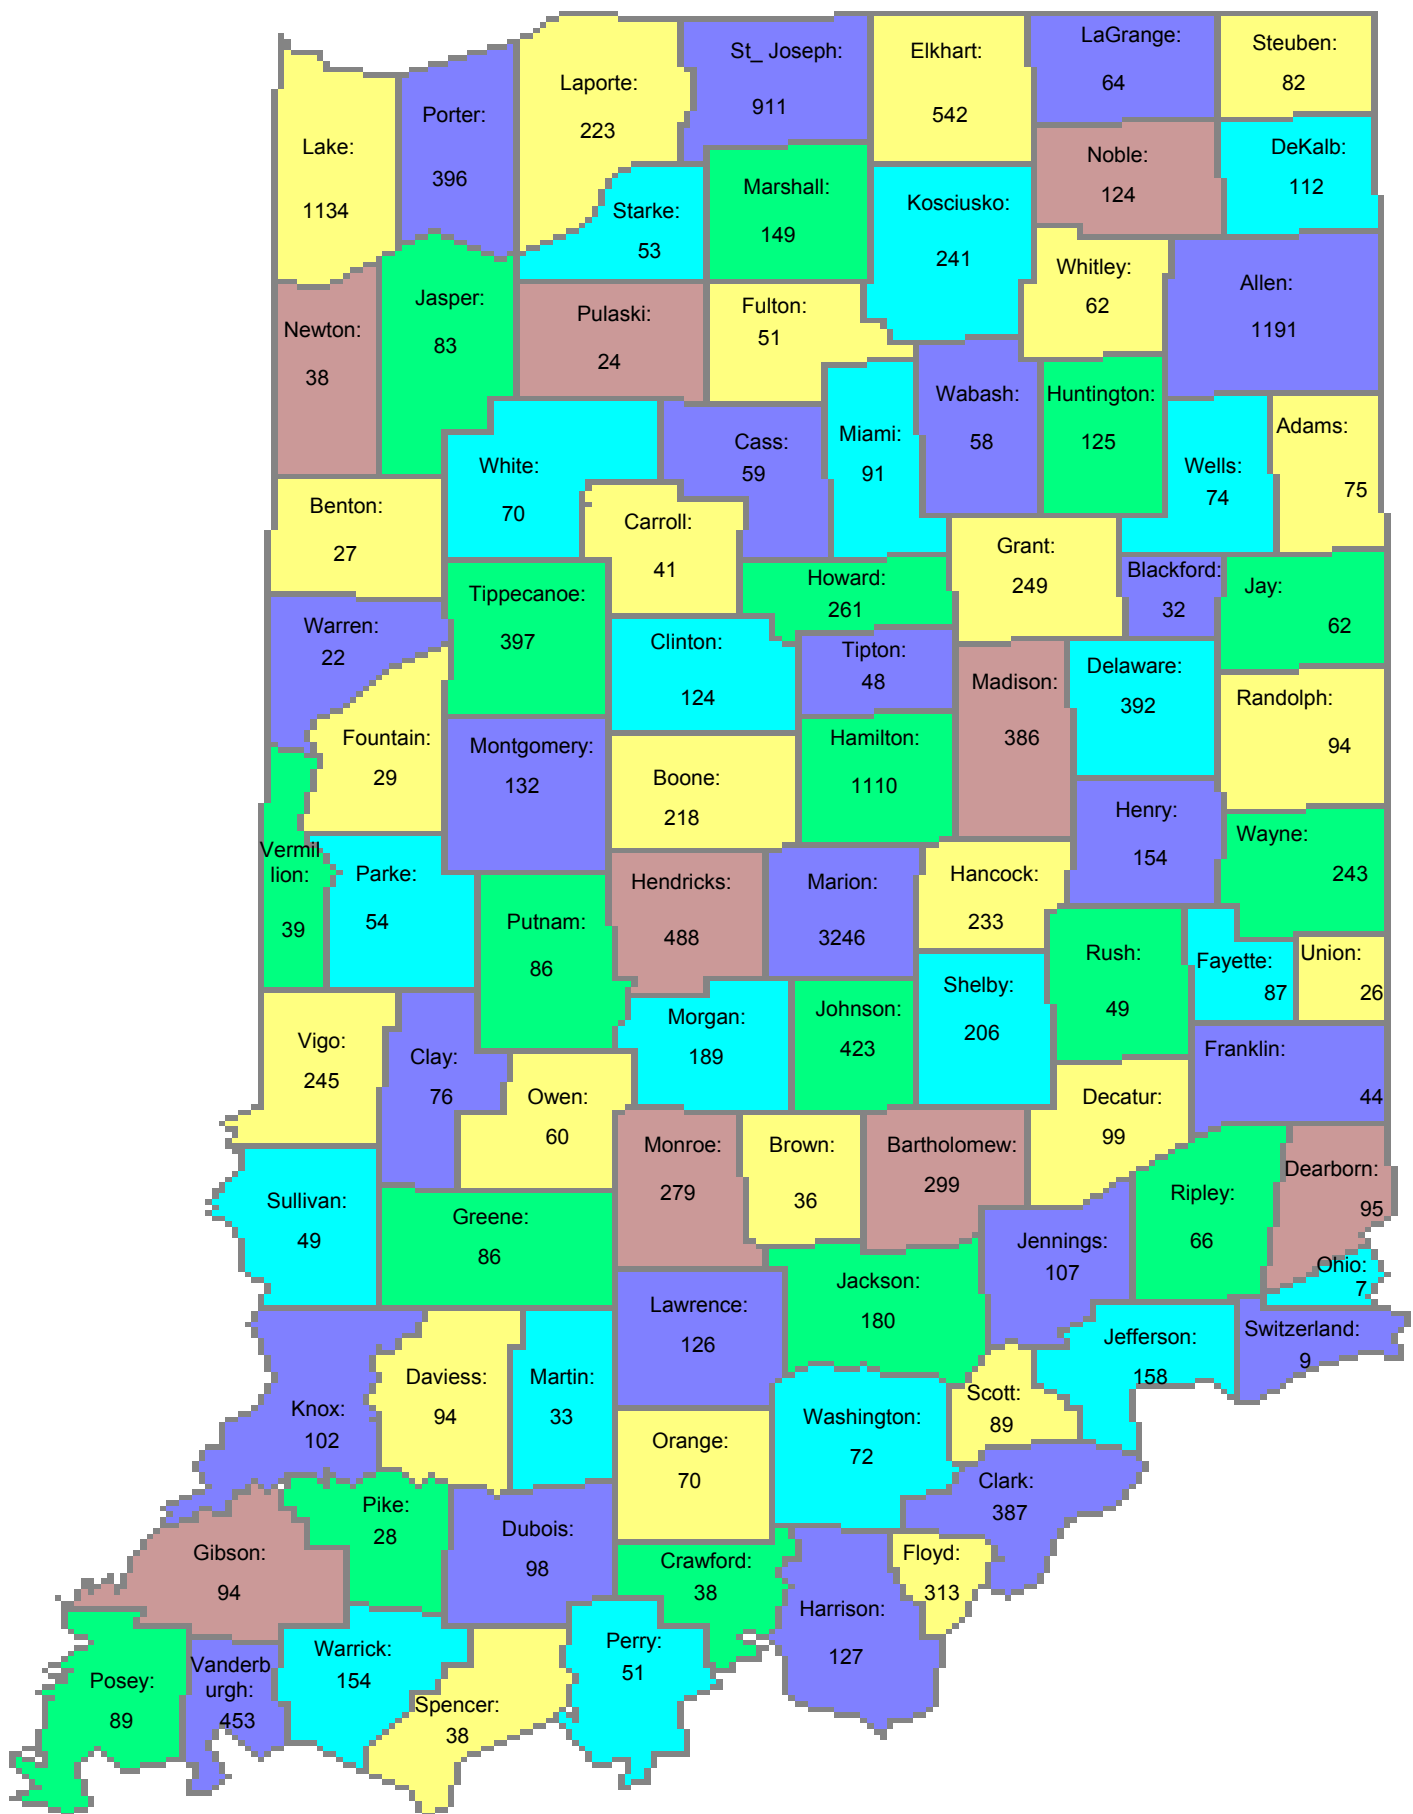 St_ Joseph:
911
Elkhart:
542
LaGrange:
64
Steuben:
82
Laporte:
223
Porter:
396
Lake:
1134
Noble:
124
DeKalb:
112
Marshall:
149
Starke:
53
Kosciusko:
241
Whitley:
62
Allen:
1191
Jasper:
83
Newton:
38
Pulaski:
24
Fulton:
51
Wabash:
58
Huntington:
125
Miami:
91
Cass:
59
White:
70
Wells:
74
Adams:
75
Benton:
27
Carroll:
41
Grant:
249
Howard:
261
Blackford:
32
Jay:
62
Tippecanoe:
397
Warren:
22
Clinton:
124
Tipton:
48
Madison:
386
Delaware:
392
Randolph:
94
Fountain:
29
Montgomery:
132
Boone:
218
Hamilton:
1110
Henry:
154
Wayne:
243
Vermil
lion:
39
Parke:
54
Putnam:
86
Hendricks:
488
Marion:
3246
Hancock:
233
Rush:
49
Fayette:
87
Union:
26
Shelby:
206
Johnson:
423
Morgan:
189
Vigo:
245
Clay:
76
Owen:
60
Franklin:
44
Decatur:
99
Monroe:
279
Brown:
36
Bartholomew:
299
Dearborn:
95
Ripley:
66
Sullivan:
49
Greene:
86
Jennings:
107
Ohio:
7
Jackson:
180
Lawrence:
126
Jefferson:
158
Switzerland:
9
Daviess:
94
Martin:
33
Knox:
102
Scott:
89
Washington:
72
Orange:
70
Clark:
387
Pike:
28
Dubois:
98
Gibson:
94
Crawford:
38
Floyd:
313
Harrison:
127
Perry:
51
Warrick:
154
Vanderb
urgh:
453
Posey:
89
Spencer:
38